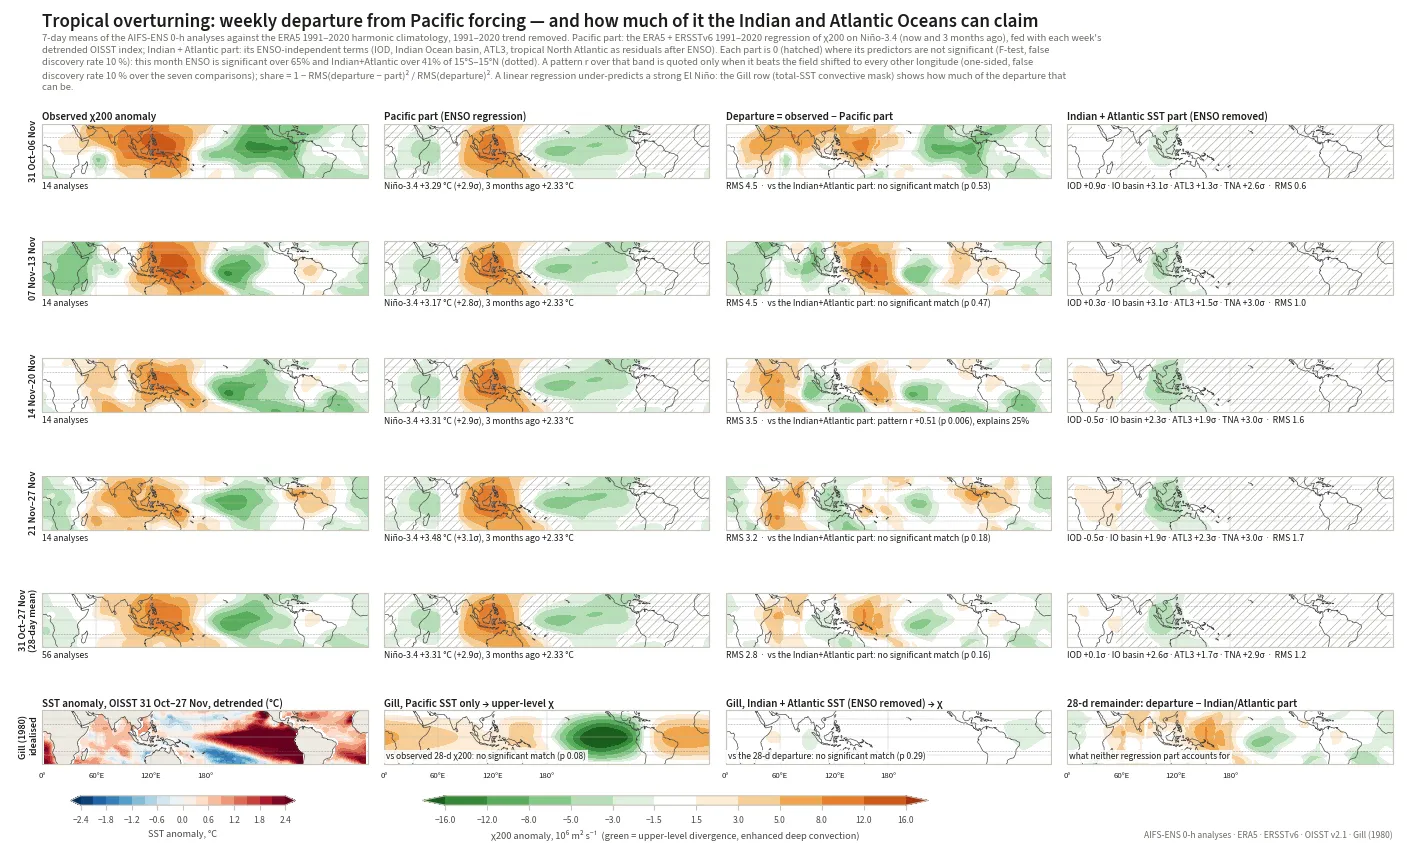 Tropical overturning: weekly departure from Pacific forcing — and how much of it the Indian and Atlantic Oceans can claim
7-day means of the AIFS-ENS 0-h analyses against the ERA5 1991–2020 harmonic climatology, 1991–2020 trend removed. Pacific part: the ERA5 + ERSSTv6 1991–2020 regression of χ200 on Niño-3.4 (now and 3 months ago), fed with each week's
detrended OISST index; Indian + Atlantic part: its ENSO-independent terms (IOD, Indian Ocean basin, ATL3, tropical North Atlantic as residuals after ENSO). Each part is 0 (hatched) where its predictors are not significant (F-test, false
discovery rate 10 %): this month ENSO is significant over 65% and Indian+Atlantic over 41% of 15°S–15°N (dotted). A pattern r over that band is quoted only when it beats the field shifted to every other longitude (one-sided, false
discovery rate 10 % over the seven comparisons); share = 1 − RMS(departure − part)² / RMS(departure)². A linear regression under-predicts a strong El Niño: the Gill row (total-SST convective mask) shows how much of the departure that
can be.
Observed χ200 anomaly
Pacific part (ENSO regression)
Departure = observed − Pacific part
Indian + Atlantic SST part (ENSO removed)
31 Oct–06 Nov
14 analyses
Niño-3.4 +3.29 °C (+2.9σ), 3 months ago +2.33 °C
RMS 4.5 · vs the Indian+Atlantic part: no significant match (p 0.53)
IOD +0.9σ · IO basin +3.1σ · ATL3 +1.3σ · TNA +2.6σ · RMS 0.6
07 Nov–13 Nov
14 analyses
Niño-3.4 +3.17 °C (+2.8σ), 3 months ago +2.33 °C
RMS 4.5 · vs the Indian+Atlantic part: no significant match (p 0.47)
IOD +0.3σ · IO basin +3.1σ · ATL3 +1.5σ · TNA +3.0σ · RMS 1.0
14 Nov–20 Nov
14 analyses
Niño-3.4 +3.31 °C (+2.9σ), 3 months ago +2.33 °C
RMS 3.5 · vs the Indian+Atlantic part: pattern r +0.51 (p 0.006), explains 25%
IOD -0.5σ · IO basin +2.3σ · ATL3 +1.9σ · TNA +3.0σ · RMS 1.6
21 Nov–27 Nov
14 analyses
Niño-3.4 +3.48 °C (+3.1σ), 3 months ago +2.33 °C
RMS 3.2 · vs the Indian+Atlantic part: no significant match (p 0.18)
IOD -0.5σ · IO basin +1.9σ · ATL3 +2.3σ · TNA +3.0σ · RMS 1.7
31 Oct–27 Nov
(28-day mean)
56 analyses
Niño-3.4 +3.31 °C (+2.9σ), 3 months ago +2.33 °C
RMS 2.8 · vs the Indian+Atlantic part: no significant match (p 0.16)
IOD +0.1σ · IO basin +2.6σ · ATL3 +1.7σ · TNA +2.9σ · RMS 1.2
SST anomaly, OISST 31 Oct–27 Nov, detrended (°C)
Gill, Pacific SST only → upper-level χ
Gill, Indian + Atlantic SST (ENSO removed) → χ
28-d remainder: departure − Indian/Atlantic part
Gill (1980)
idealised
vs observed 28-d χ200: no significant match (p 0.08)
vs the 28-d departure: no significant match (p 0.29)
what neither regression part accounts for
0° 60°E 120°E 180°
0° 60°E 120°E 180°
0° 60°E 120°E 180°
0° 60°E 120°E 180°
−2.4 −1.8 −1.2 −0.6 0.0 0.6 1.2 1.8 2.4
SST anomaly, °C
−16.0 −12.0 −8.0 −5.0 −3.0 −1.5 1.5 3.0 5.0 8.0 12.0 16.0
χ200 anomaly, 10⁶ m² s⁻¹ (green = upper-level divergence, enhanced deep convection)
AIFS-ENS 0-h analyses · ERA5 · ERSSTv6 · OISST v2.1 · Gill (1980)